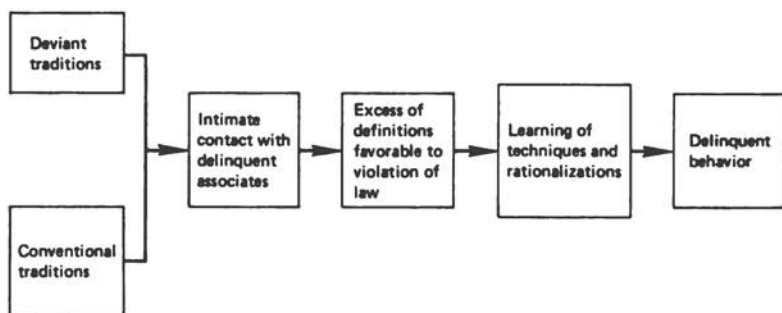 Deviant
traditions
Conventional
traditions
Intimate
contact with
delinquent
associates
Excess of
definitions
favorable to
violation of
law
Learning of
techniques and
rationalizations
Delinquent
behavior